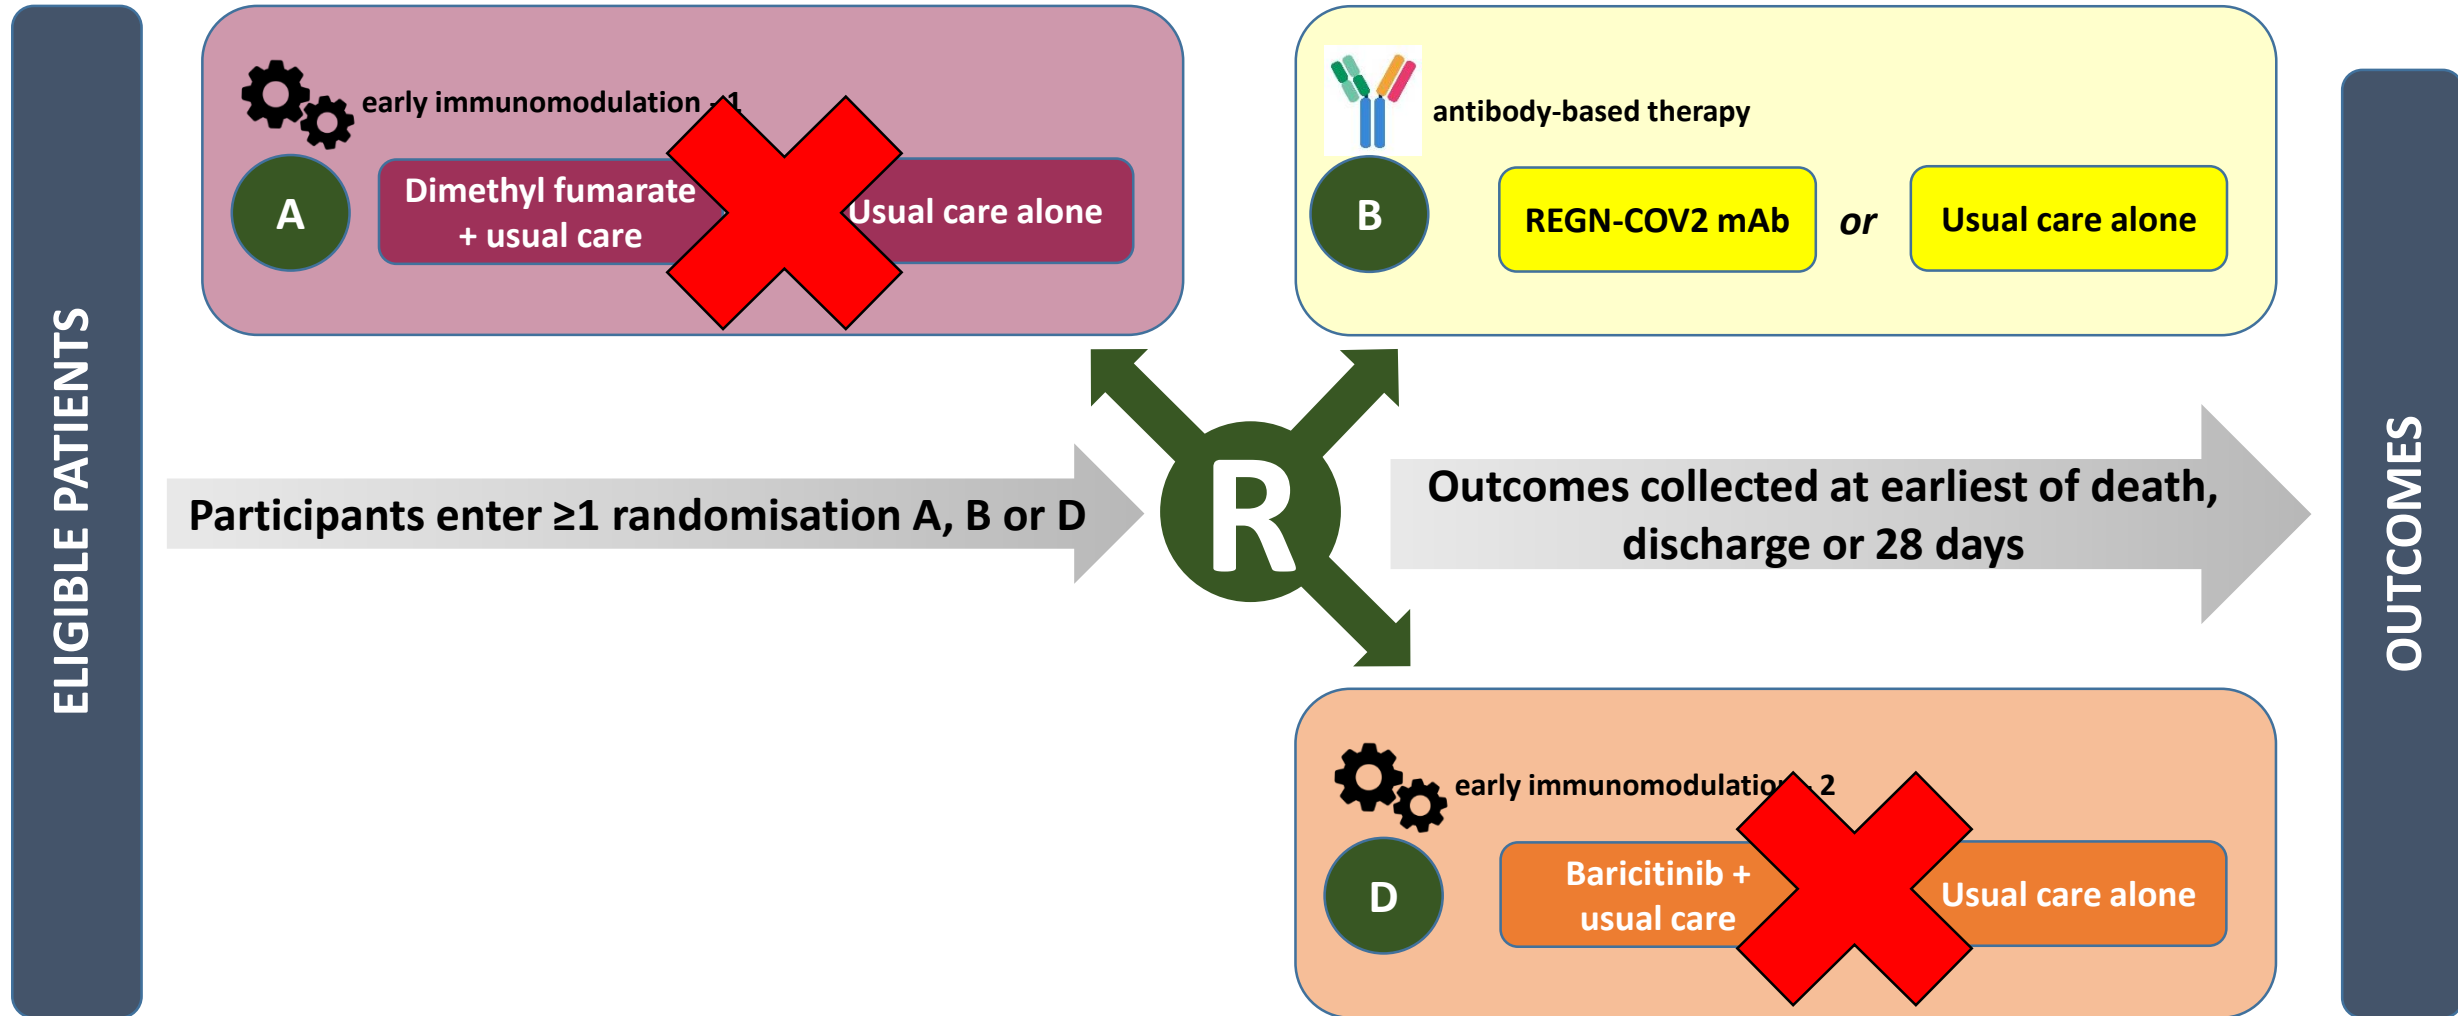 ELIGIBLE PATIENTS
early immunomodulation - 1
A
Dimethyl fumarate
+ usual care
Usual care alone
antibody-based therapy
B
REGN-COV2 mAb
or
Usual care alone
Participants enter ≥1 randomisation A, B or D
R
Outcomes collected at earliest of death,
discharge or 28 days
early immunomodulation - 2
D
Baricitinib +
usual care
Usual care alone
OUTCOMES